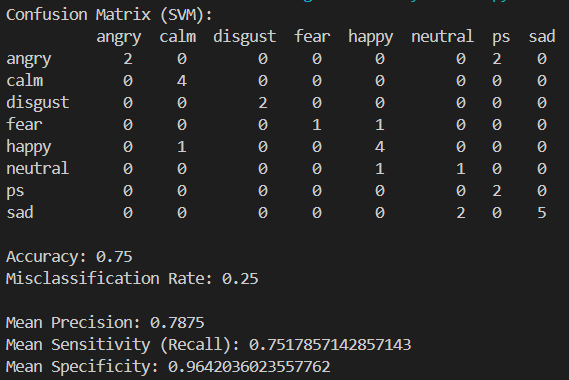 Confusion Matrix (SVM):
angry calm disgust fear happy neutral ps sad
angry 2 0 0 0 0 0 2 0
calm 0 4 0 0 0 0 0 0
disgust 0 0 2 0 0 0 0 0
fear 0 0 0 1 1 0 0 0
happy 0 1 0 0 4 0 0 0
neutral 0 0 0 0 1 1 0 0
ps 0 0 0 0 0 0 2 0
sad 0 0 0 0 0 2 0 5
Accuracy: 0.75
Misclassification Rate: 0.25
Mean Precision: 0.7875
Mean Sensitivity (Recall): 0.7517857142857143
Mean Specificity: 0.9642036023557762